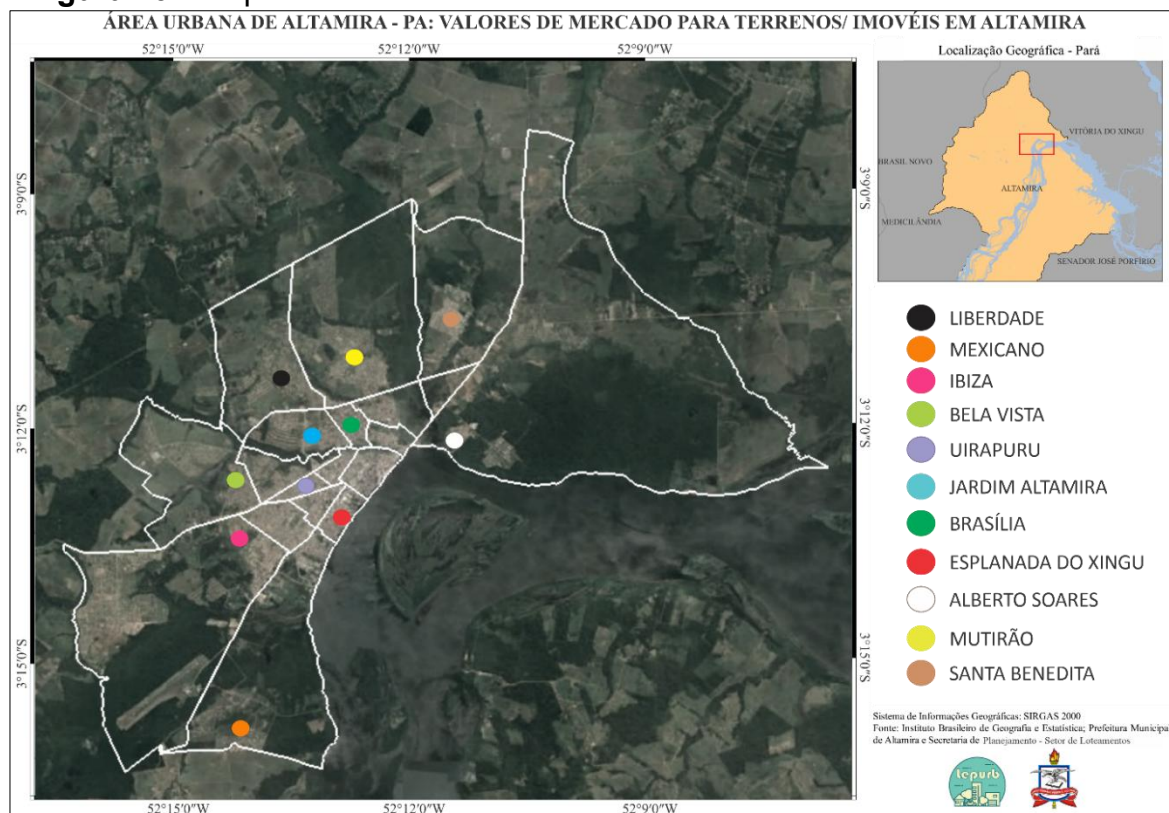 ÁREA URBANA DE ALTAMIRA - PA: VALORES DE MERCADO PARA TERRENOS/ IMOVÉIS EM ALTAMIRA
52°15'0"W
52°12'0"W
52°9'0"W
3°9'0"S
3°9'0"S
3°12'0"S
3°12'0"S
3°15'0"S
3°15'0"S
52°15'0"W
52°12'0"W
52°9'0"W
Localização Geográfica - Pará
VITÓRIA DO XINGU
BRASIL NOVO
ALTAMIRA
MEDICILÂNDIA
SENADOR JOSÉ PORFÍRIO
LIBERDADE
MEXICANO
IBIZA
BELA VISTA
UIRAPURU
JARDIM ALTAMIRA
BRASÍLIA
ESPLANADA DO XINGU
ALBERTO SOARES
MUTIRÃO
SANTA BENEDITA
Sistema de Informações Geográficas: SIRGAS 2000
Fonte: Instituto Brasileiro de Geografia e Estatística; Prefeitura Municipal
de Altamira e Secretaria de Planejamento - Setor de Loteamentos